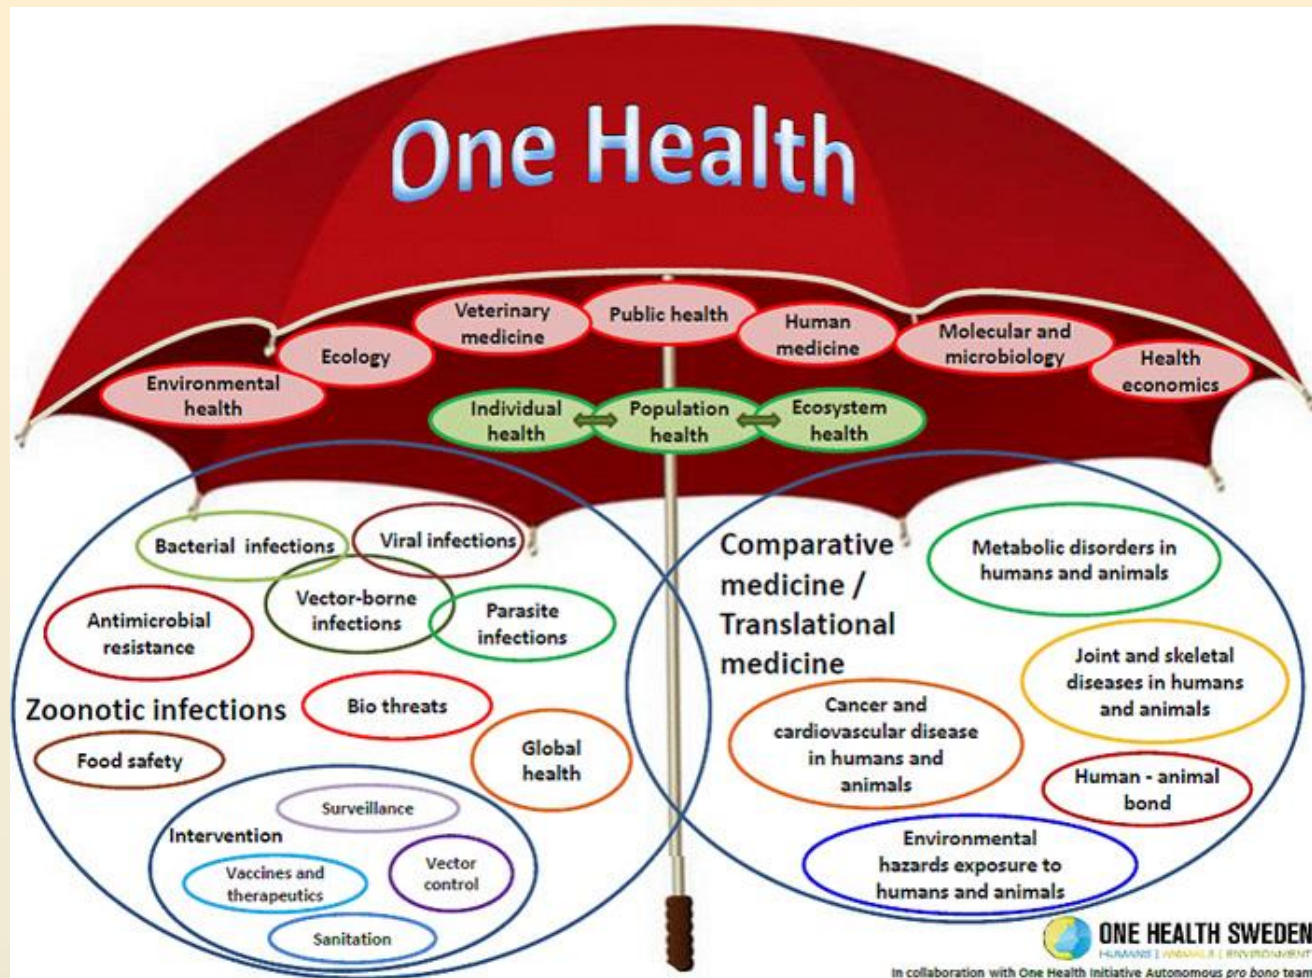 One Health
Veterinary
medicine
Public health
Human
medicine
Ecology
Molecular and
microbiology
Environmental
health
Health
economics
Individual
health
Population
health
Ecosystem
health
Bacterial infections
Viral infections
Vector-borne
infections
Parasite
infections
Antimicrobial
resistance
Zoonotic infections
Bio threats
Food safety
Global
health
Intervention
Surveillance
Vaccines and
therapeutics
Vector
control
Sanitation
Comparative
medicine /
Translational
medicine
Metabolic disorders in
humans and animals
Joint and skeletal
diseases in humans
and animals
Cancer and
cardiovascular disease
in humans and
animals
Human - animal
bond
Environmental
hazards exposure to
humans and animals
ONE HEALTH SWEDEN
HUMANS | ANIMALS | ENVIRONMENT
In collaboration with One Health Initiative Autonomous pro bono team